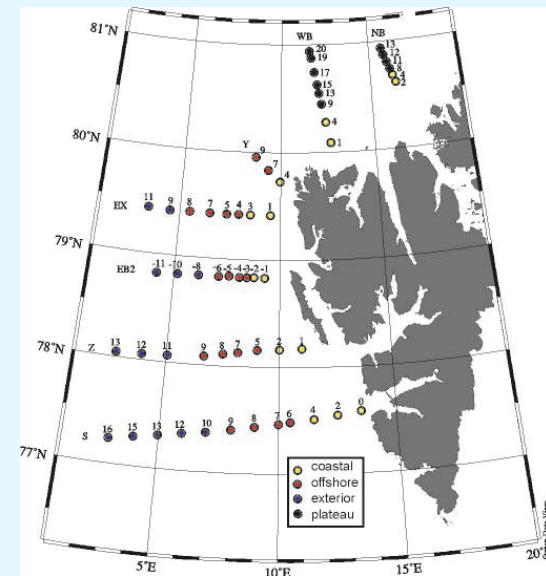 81°N
WB
NB
20
19
17
15
13
9
4
1
13
12
11
8
4
2
80°N
Y
9
7
4
EX
11
9
8
7
5
4
3
1
79°N
EB2
-11
-10
-8
-6
-5
-4
-3
-2
-1
78°N
Z
13
12
11
9
8
7
5
2
1
S
16
15
13
12
10
9
8
7
6
4
2
0
77°N
coastal
offshore
exterior
plateau
5°E
10°E
15°E
20°